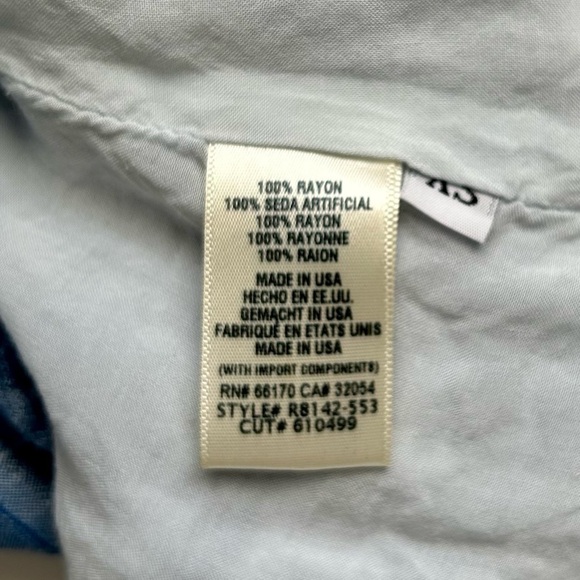 100% RAYON
100% SEDA ARTIFICIAL
100% RAYON
100% RAYONNE
100% RAION
MADE IN USA
HECHO EN EE.UU.
GEMACHT IN USA
FABRIQUÉ EN ETATS UNIS
MADE IN USA
(WITH IMPORT COMPONENTS)
RN# 66170 CA# 32054
STYLE# R8142-553
CUT# 610499
XS